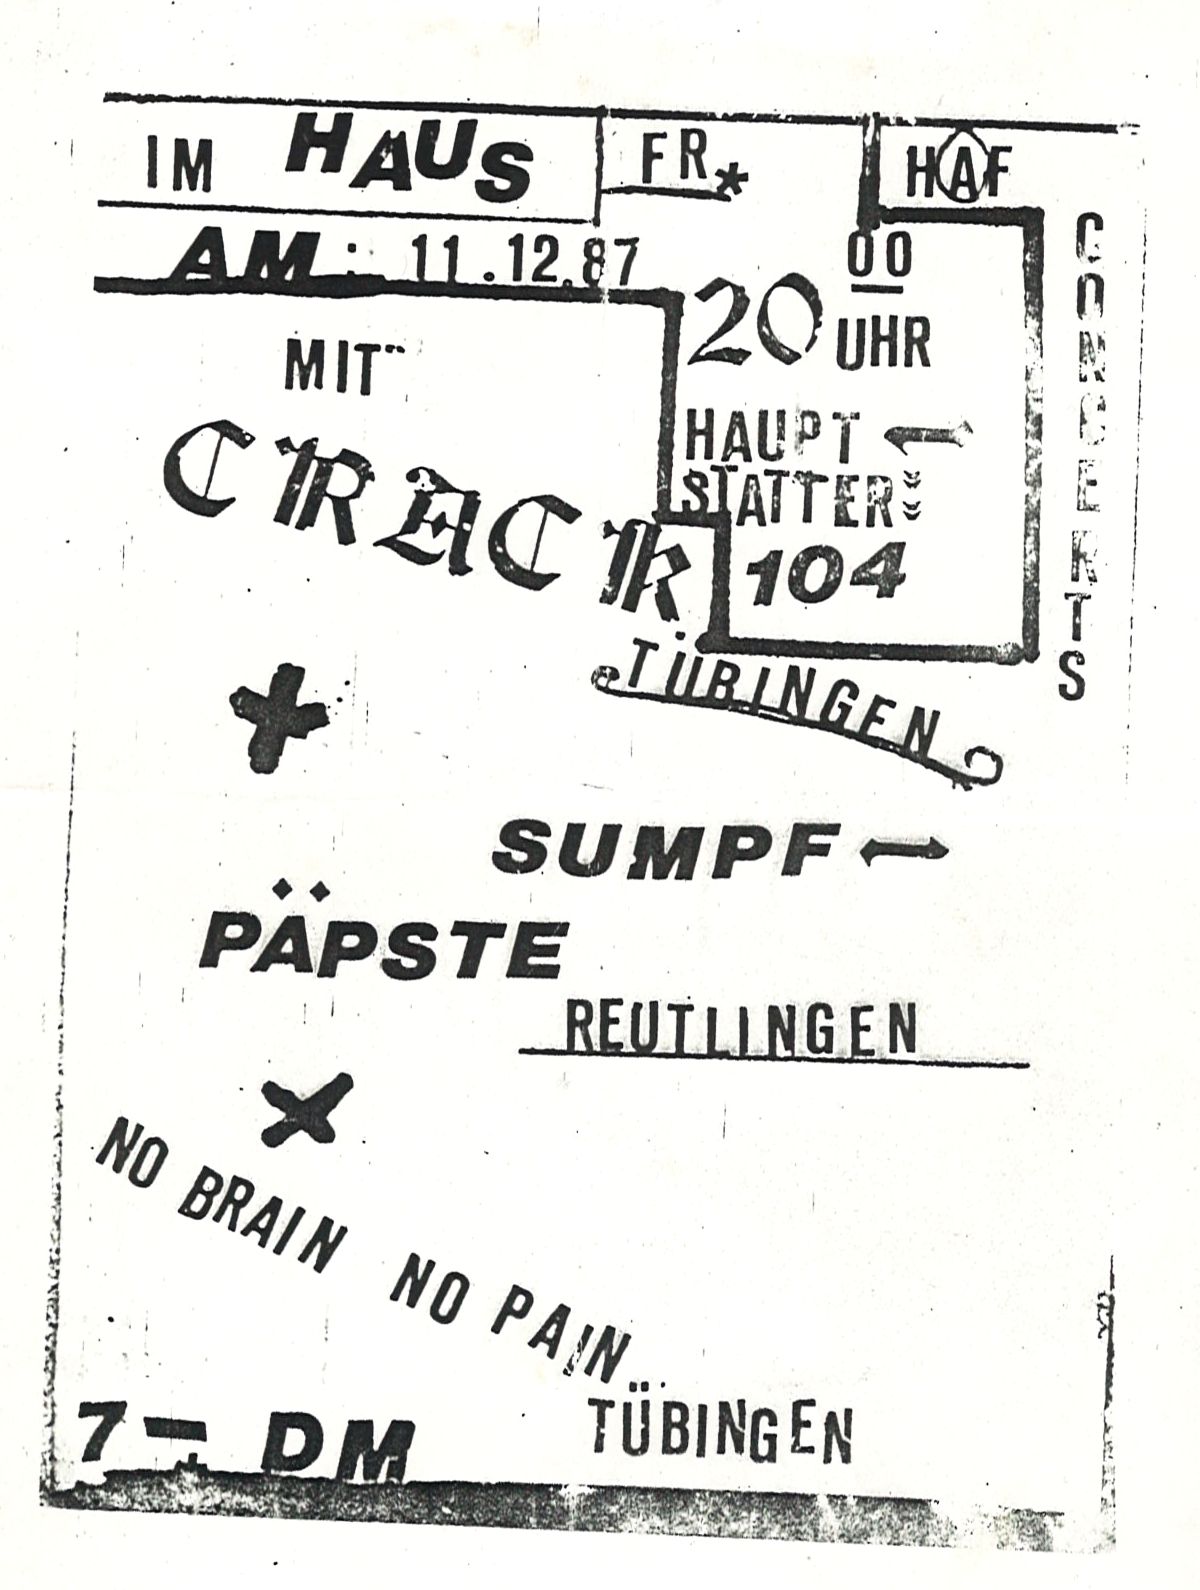 IM HAUS
FR.*
HAF
CONCERTS
AM: 11.12.87
20 00 UHR
HAUPT
STATTER
104
MIT
CRACK
TÜBINGEN
+
SUMPF
PÄPSTE
REUTLINGEN
+
NO BRAIN NO PAIN
TÜBINGEN
7- DM